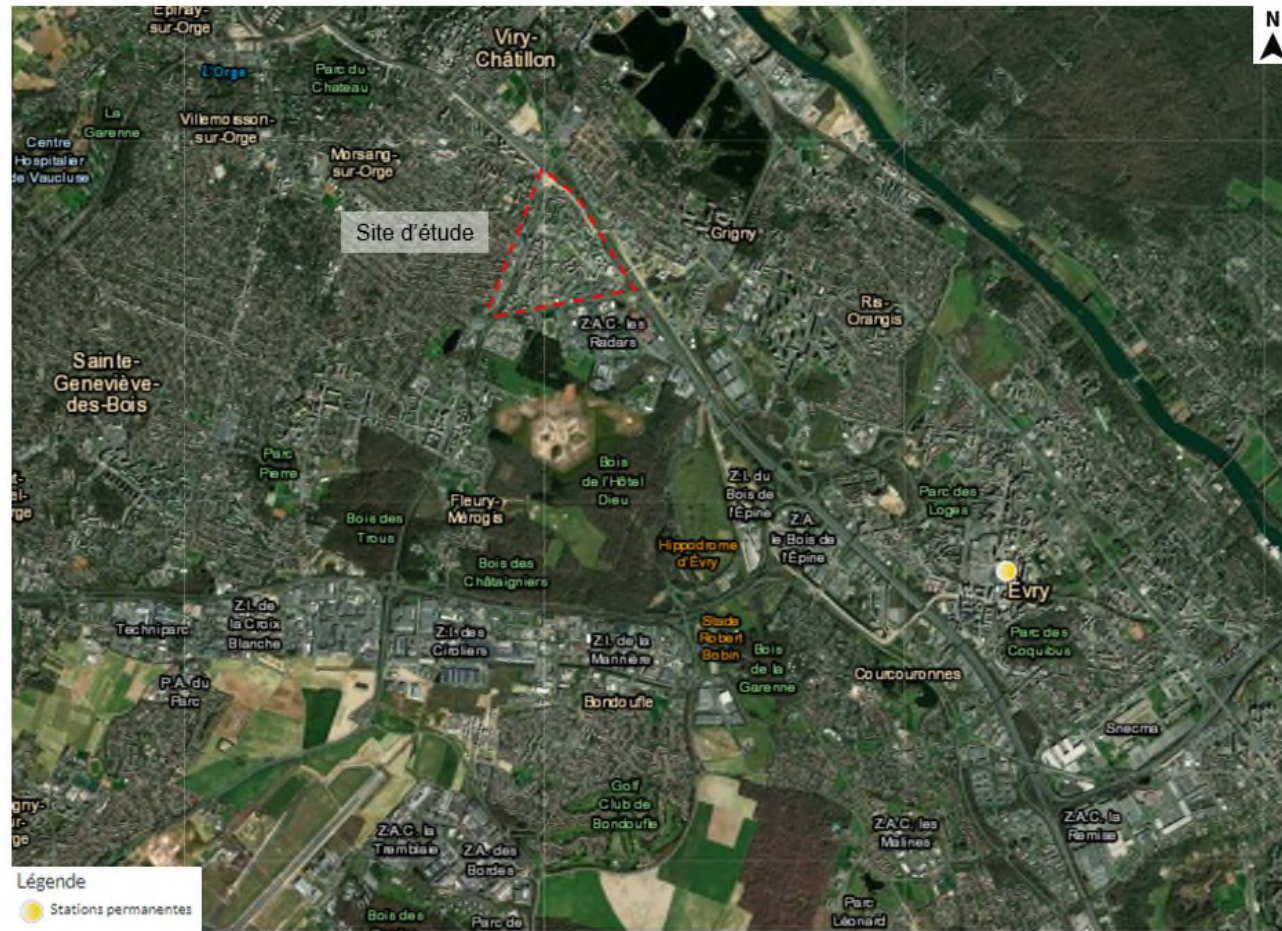 Epinay-
sur-Orge
N
Viry-
Châtillon
L'Orge
Parc du
Chateau
La
Garenne
Villemoisson-
sur-Orge
Centre
Hospitalier
de Vaucluse
Morsang-
sur-Orge
Site d'étude
Grigny
Ris-
Orangis
Z.A.C. les
Radars
Sainte-
Geneviève-
des-Bois
Parc
Pierre
Bois
de l'Hôtel
Dieu
Z.I. du
Bois de
l'Épine
Parc des
Loges
Fleury-
Mérogis
Bois des
Trous
Z.A.
le Bois de
l'Épine
Hippodrome
d'Évry
Bois des
Châtaigniers
Évry
Z.I. de
la Croix
Blanche
Techniparc
Z.I. des
Ciroliers
Z.I. de la
Marinière
Stade
Robert
Bobin
Bois
de la
Garenne
Parc des
Coquibus
Courcouronnes
P.A. du
Parc
Bondoufle
Snecma
Golf
Club de
Bondoufle
Z.A.C. la
Tremblaie
Z.A. des
Bordes
Z.A.C. les
Malines
Z.A.C. la
Remise
Légende
Stations permanentes
Bois des
Parc de
Parc
Léonard